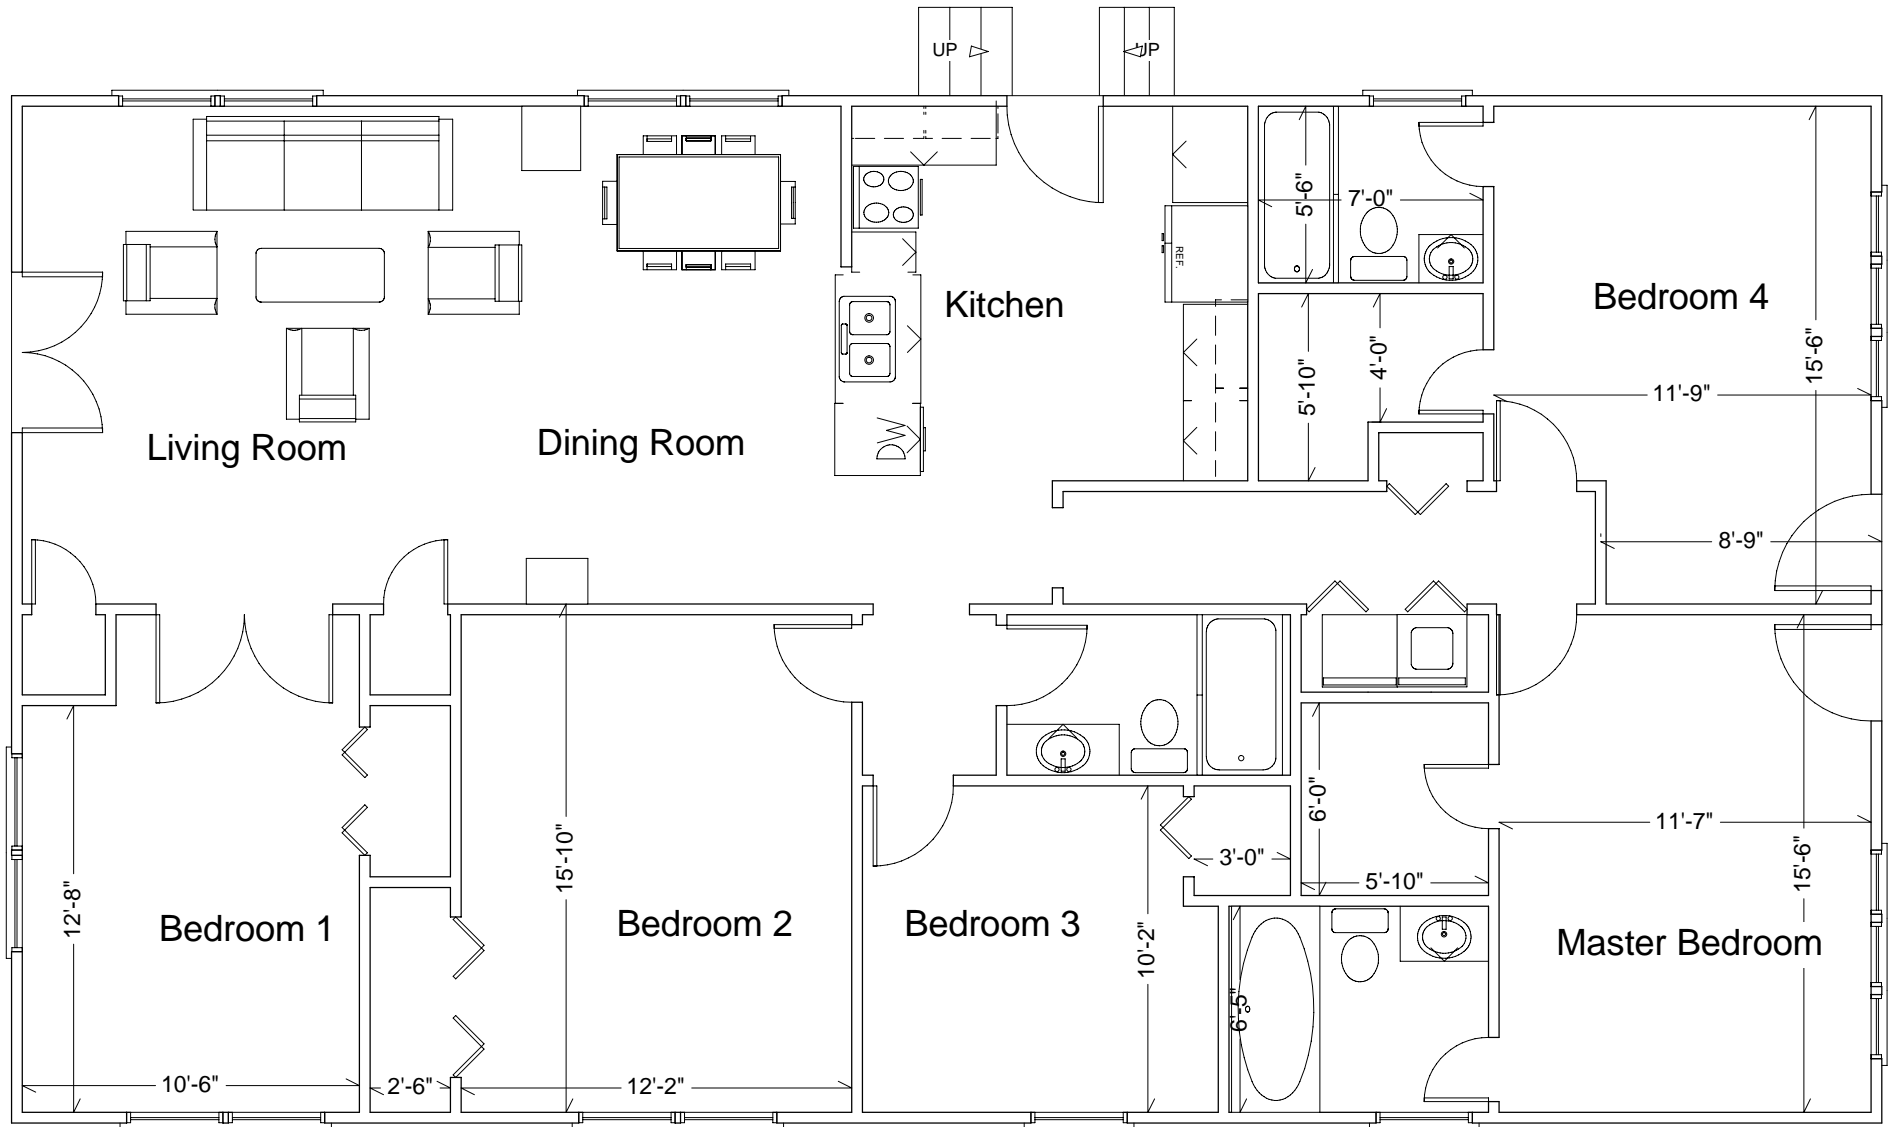 UP
UP
5'-6"
7'-0"
REF.
Kitchen
Bedroom 4
5'-10"
4'-0"
15'-6"
11'-9"
Living Room
Dining Room
DW
8'-9"
12'-8"
15'-10"
6'-0"
11'-7"
15'-6"
3'-0"
5'-10"
Bedroom 1
Bedroom 2
Bedroom 3
10'-2"
Master Bedroom
6'-5"
10'-6"
2'-6"
12'-2"